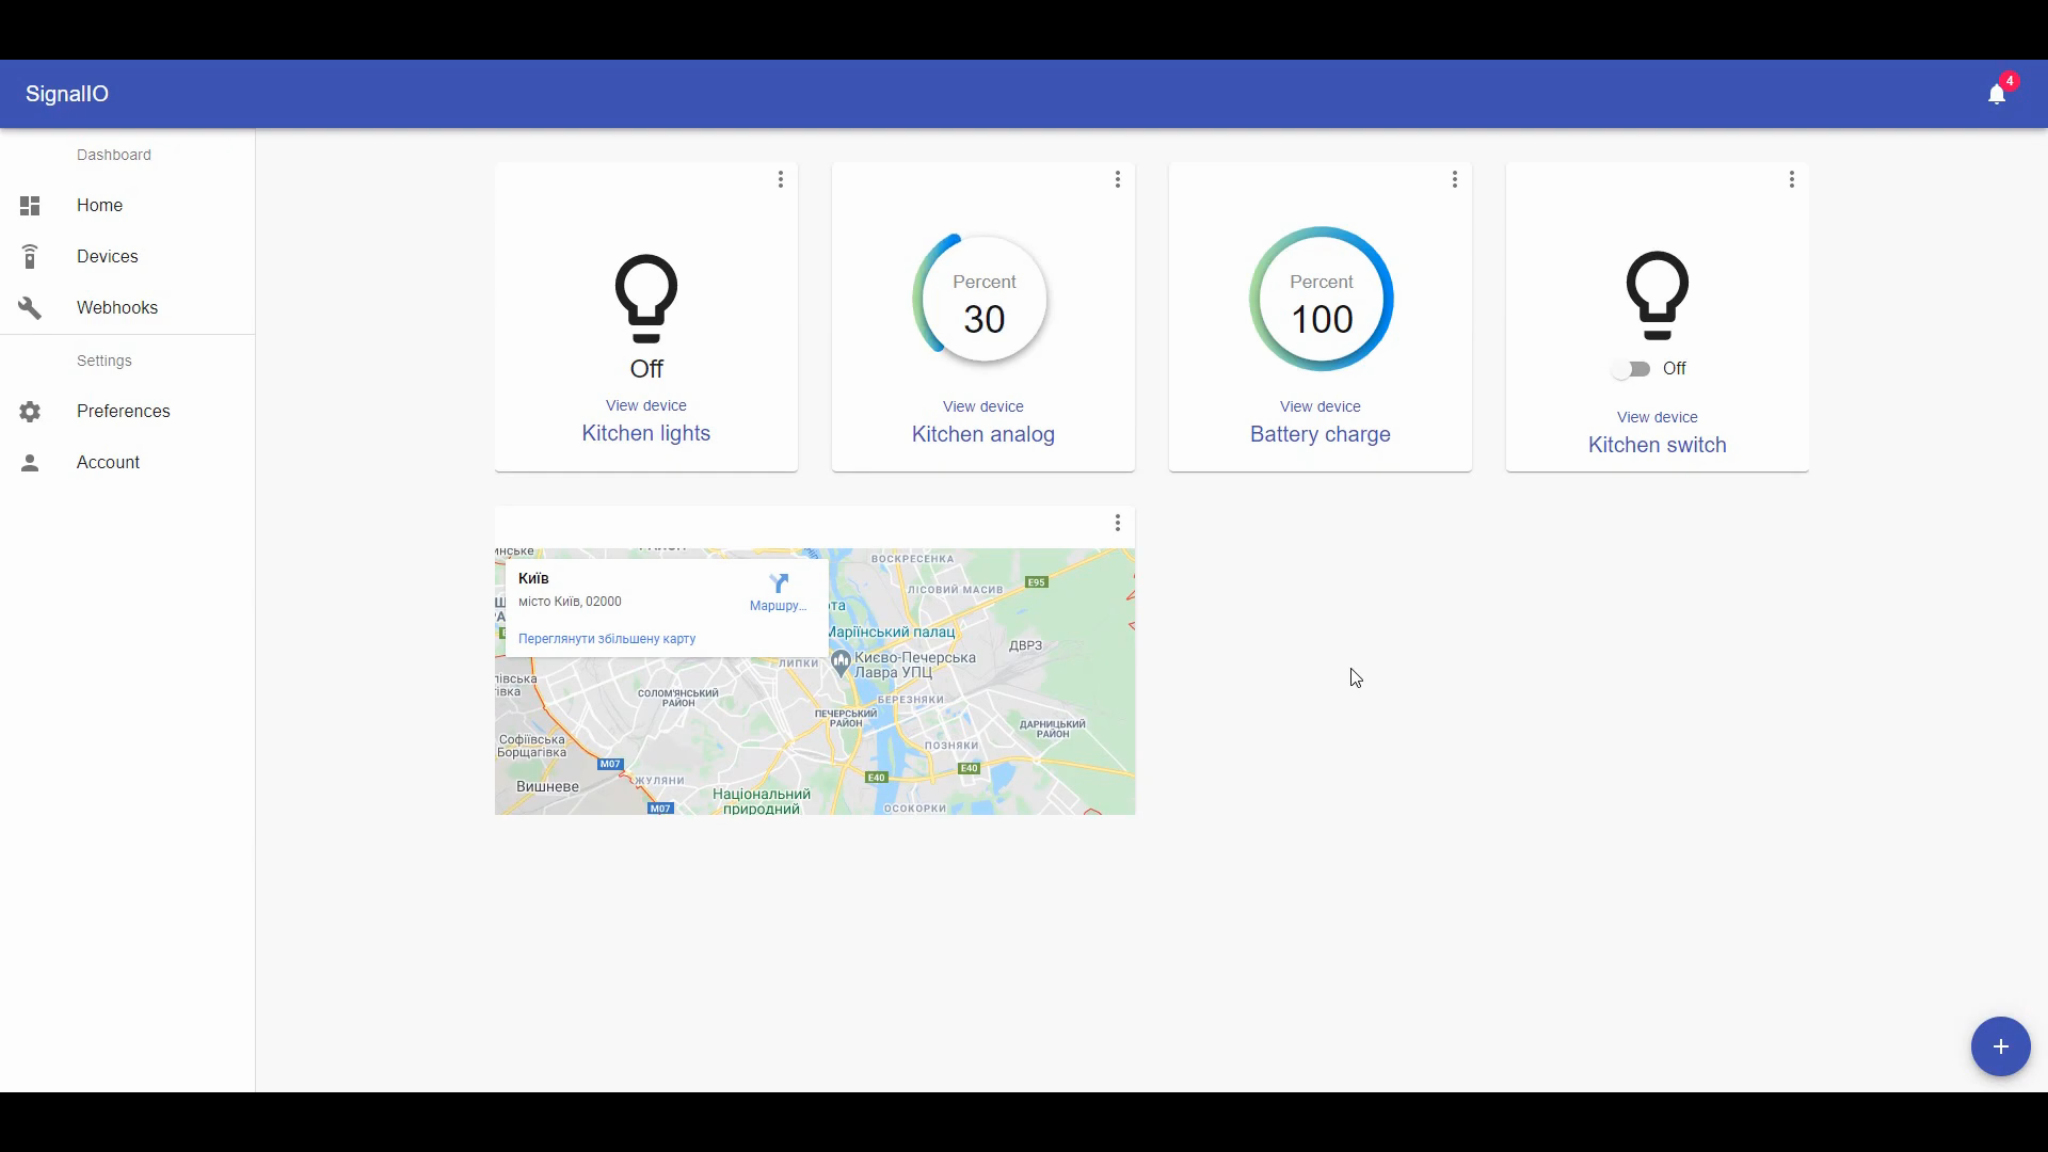 SignalIO
4
Dashboard
Home
Devices
Webhooks
Settings
Preferences
Account
Off
View device
Kitchen lights
Percent
30
View device
Kitchen analog
Percent
100
View device
Battery charge
Off
View device
Kitchen switch
Київ
місто Київ, 02000
Маршру...
Переглянути збільшену карту
ВОСКРЕСЕНКА
E95
ЛІСОВИЙ МАСИВ
Маріїнський палац
ДВРЗ
ЛИПКИ
Києво-Печерська
Лавра УПЦ
СОЛОМ'ЯНСЬКИЙ
РАЙОН
БЕРЕЗНЯКИ
ПЕЧЕРСЬКИЙ
РАЙОН
ДАРНИЦЬКИЙ
РАЙОН
Софіївська
Борщагівка
ПОЗНЯКИ
M07
E40
E40
ЖУЛЯНИ
Вишневе
Національний
природний
M07
ОСОКОРКИ